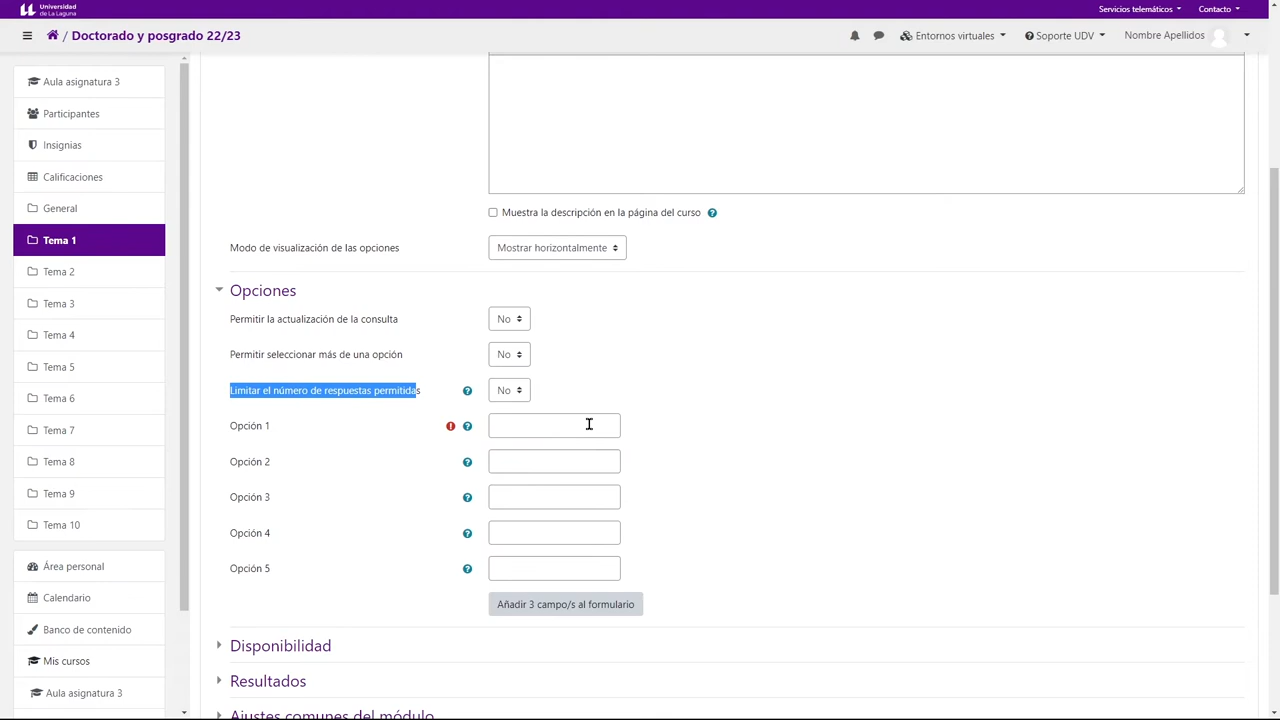 Universidad
de La Laguna
Servicios telemáticos
Contacto
/ Doctorado y posgrado 22/23
Entornos virtuales
Soporte UDV
Nombre Apellidos
Aula asignatura 3
Participantes
Insignias
Calificaciones
General
Tema 1
Tema 2
Tema 3
Tema 4
Tema 5
Tema 6
Tema 7
Tema 8
Tema 9
Tema 10
Área personal
Calendario
Banco de contenido
Mis cursos
Aula asignatura 3
Muestra la descripción en la página del curso
Modo de visualización de las opciones
Mostrar horizontalmente
Opciones
Permitir la actualización de la consulta
No
Permitir seleccionar más de una opción
No
Limitar el número de respuestas permitidas
No
Opción 1
Opción 2
Opción 3
Opción 4
Opción 5
Añadir 3 campo/s al formulario
Disponibilidad
Resultados
Ajustes comunes del módulo